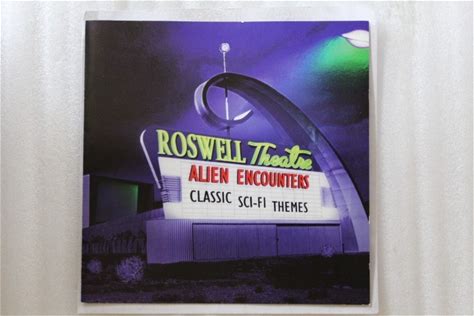 ROSWELL Theatre
ALIEN ENCOUNTERS
CLASSIC SCI-FI THEMES